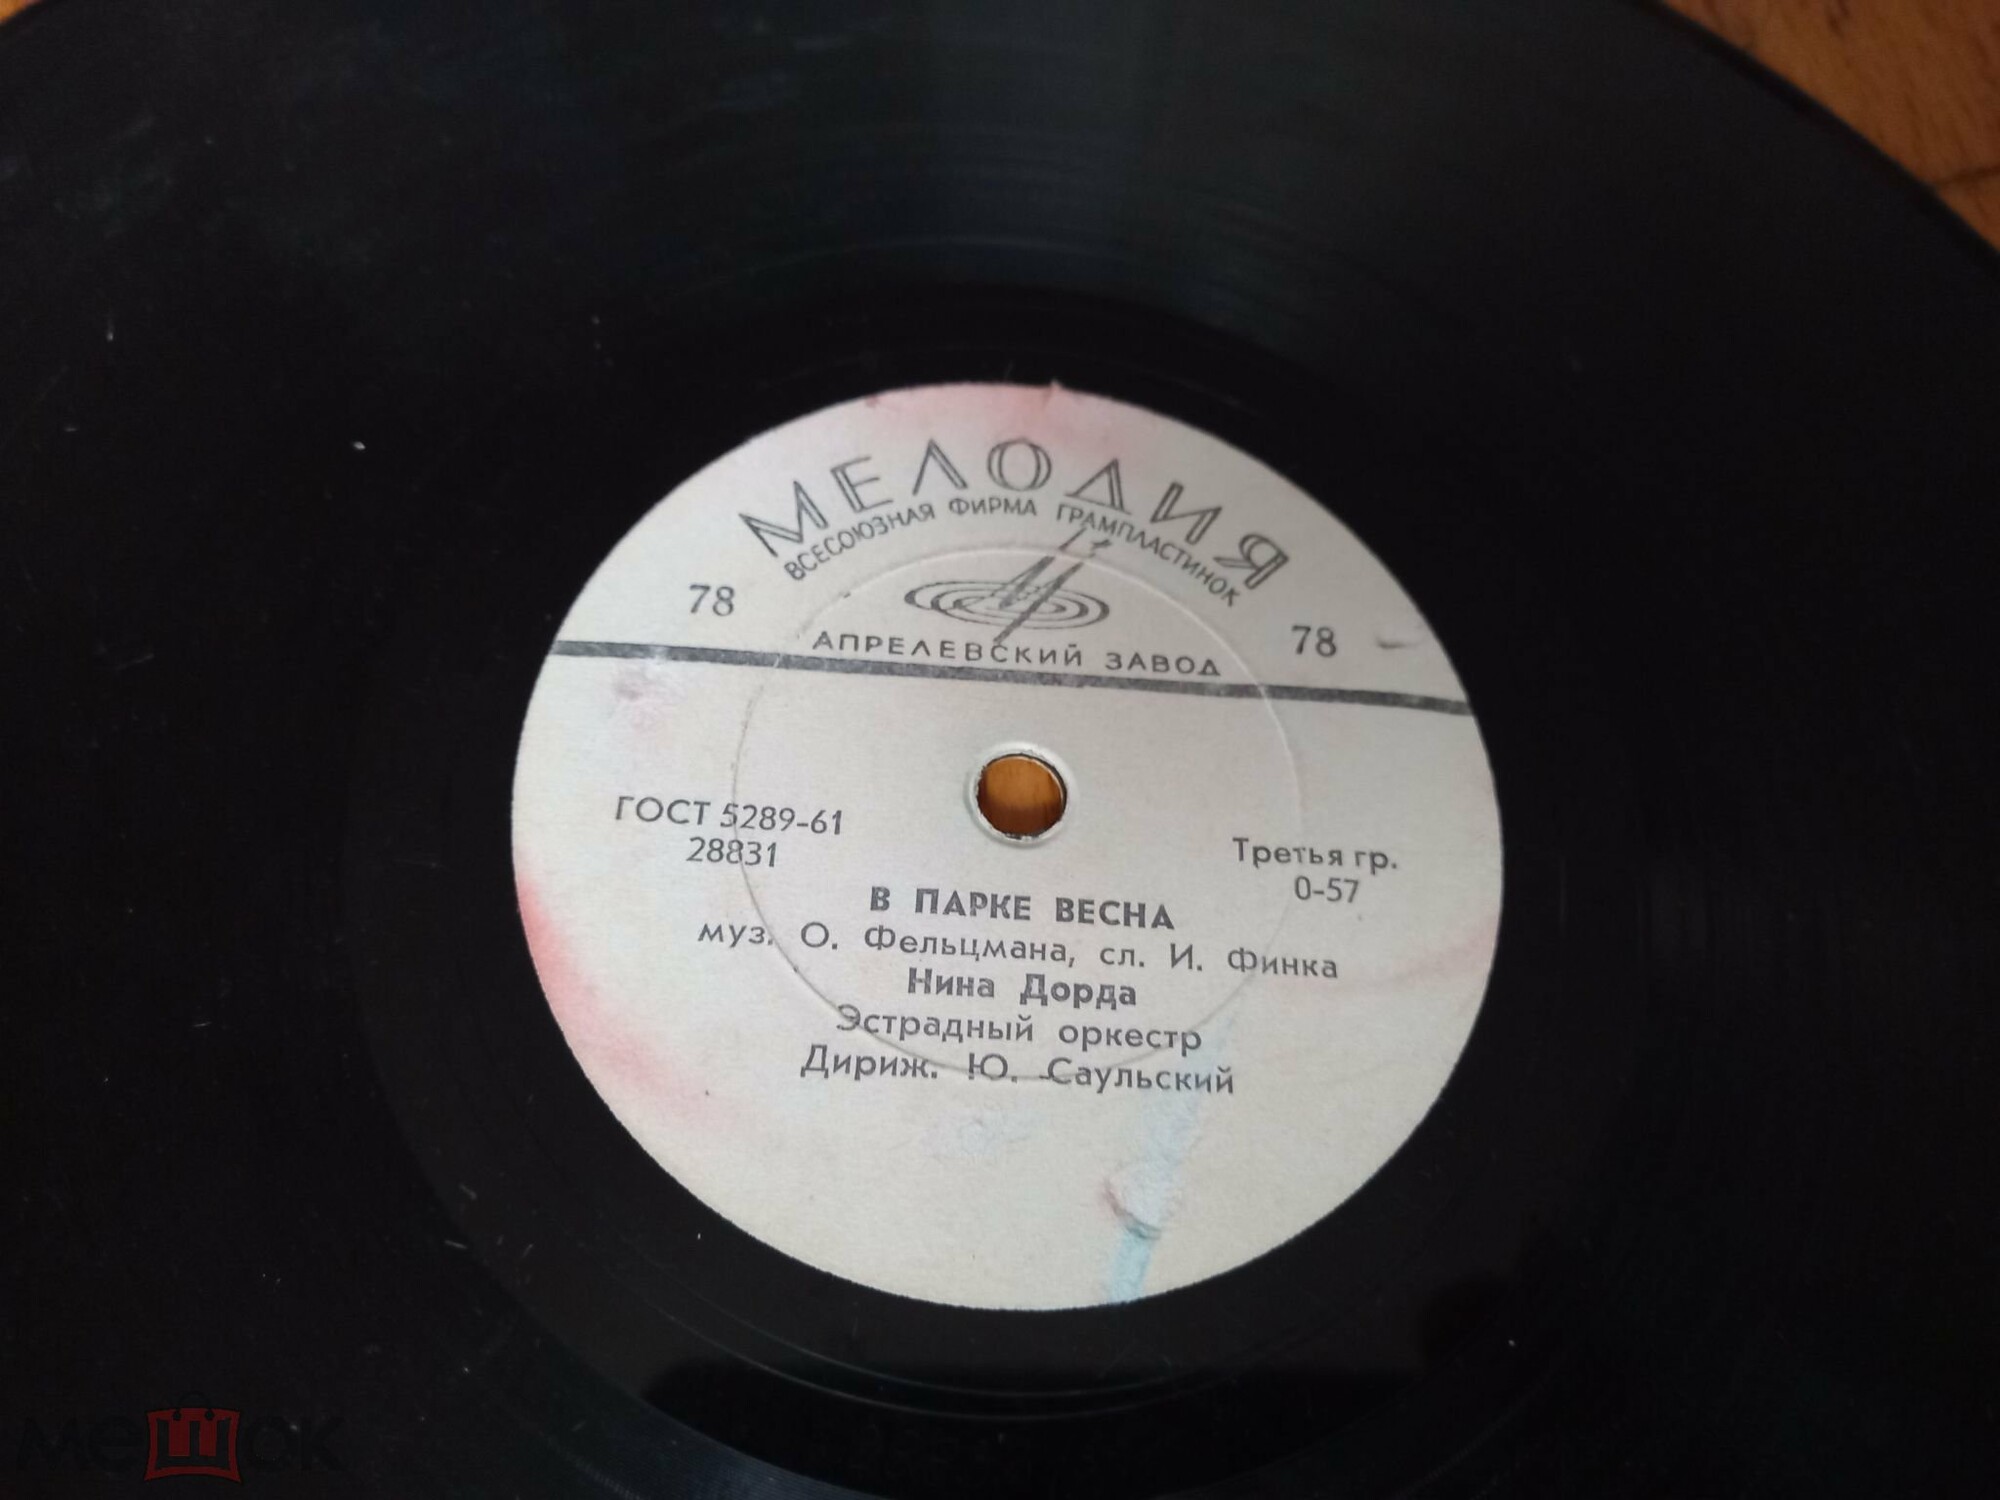 МЕЛОДИЯ
ВСЕСОЮЗНАЯ ФИРМА ГРАМПЛАСТИНОК
78 78
АПРЕЛЕВСКИЙ ЗАВОД
ГОСТ 5289-61
28831
Третья гр.
0-57
В ПАРКЕ ВЕСНА
муз. О. Фельцмана, сл. И. Финка
Нина Дорда
Эстрадный оркестр
Дириж. Ю. Саульский
мешок